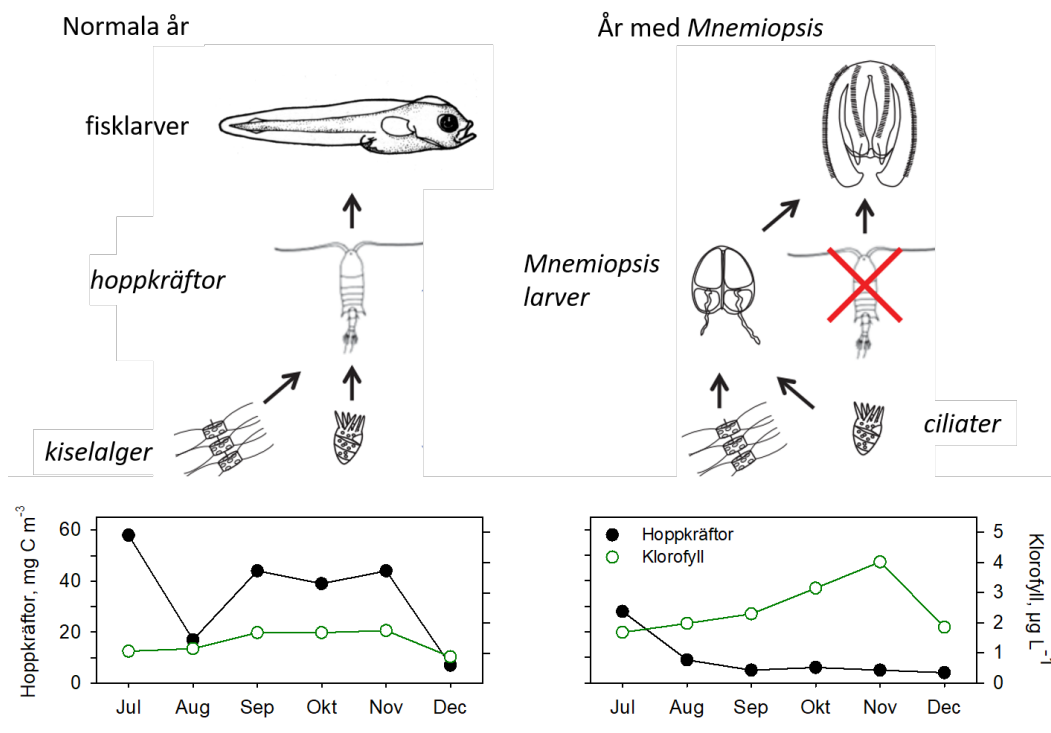 Normala år
År med Mnemiopsis
fisklarver
hoppkräftor
Mnemiopsis
larver
kiselalger
ciliater
Hoppkräftor, mg C m-3
60
40
20
0
Jul Aug Sep Okt Nov Dec
Hoppkräftor
Klorofyll
5
4
3
2
1
0
Klorofyll, µg L-1
Jul Aug Sep Okt Nov Dec